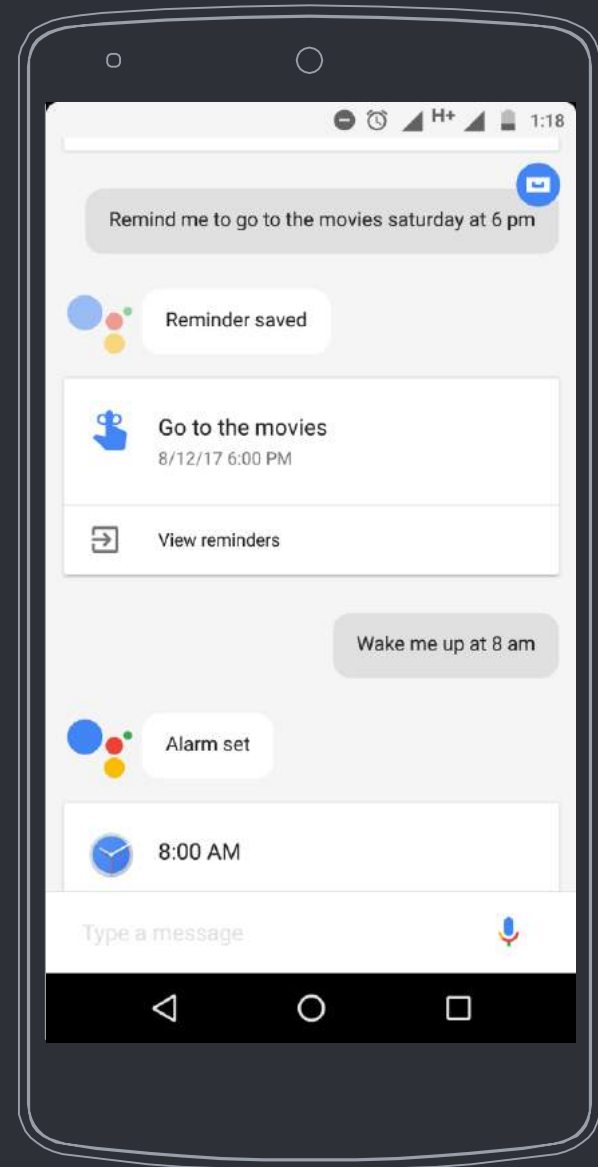 H+ 1:18
Remind me to go to the movies saturday at 6 pm
Reminder saved
Go to the movies
8/12/17 6:00 PM
View reminders
Wake me up at 8 am
Alarm set
8:00 AM
Type a message